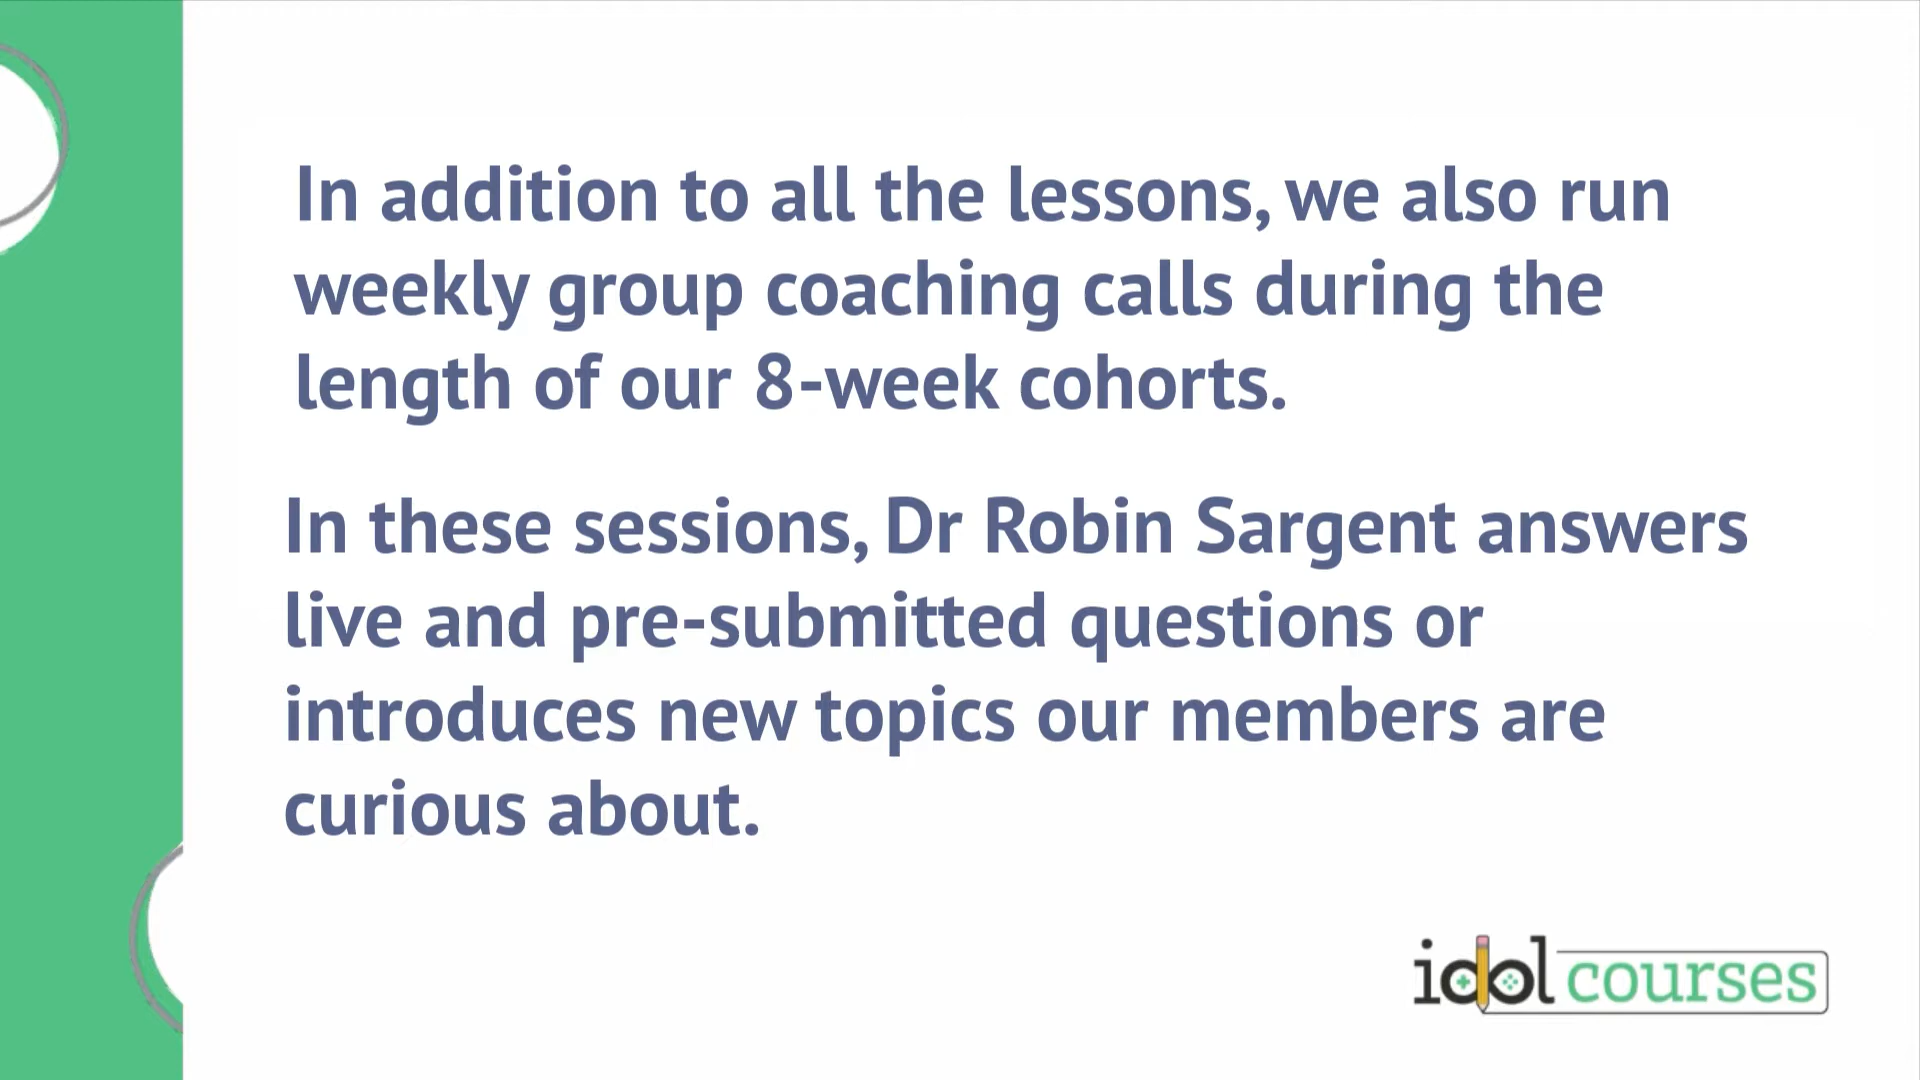 In addition to all the lessons, we also run
weekly group coaching calls during the
length of our 8-week cohorts.
In these sessions, Dr Robin Sargent answers
live and pre-submitted questions or
introduces new topics our members are
curious about.
idol courses